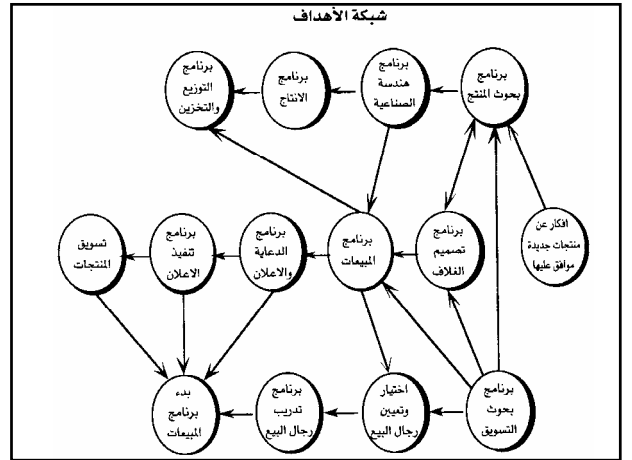 شبكة الأهداف
برنامج
بحوث المنتج
برنامج
هندسة
الصناعية
برنامج
الانتاج
برنامج
التوزيع
والتخزين
افكار عن
منتجات جديدة
موافق عليها
برنامج
تصميم
الغلاف
برنامج
المبيعات
برنامج
الدعاية
والاعلان
برنامج
تنفيذ
الاعلان
تسويق
المنتجات
برنامج
بحوث
التسويق
اختيار
وتعيين
رجال البيع
برنامج
تدريب
رجال البيع
بدء
برنامج
المبيعات